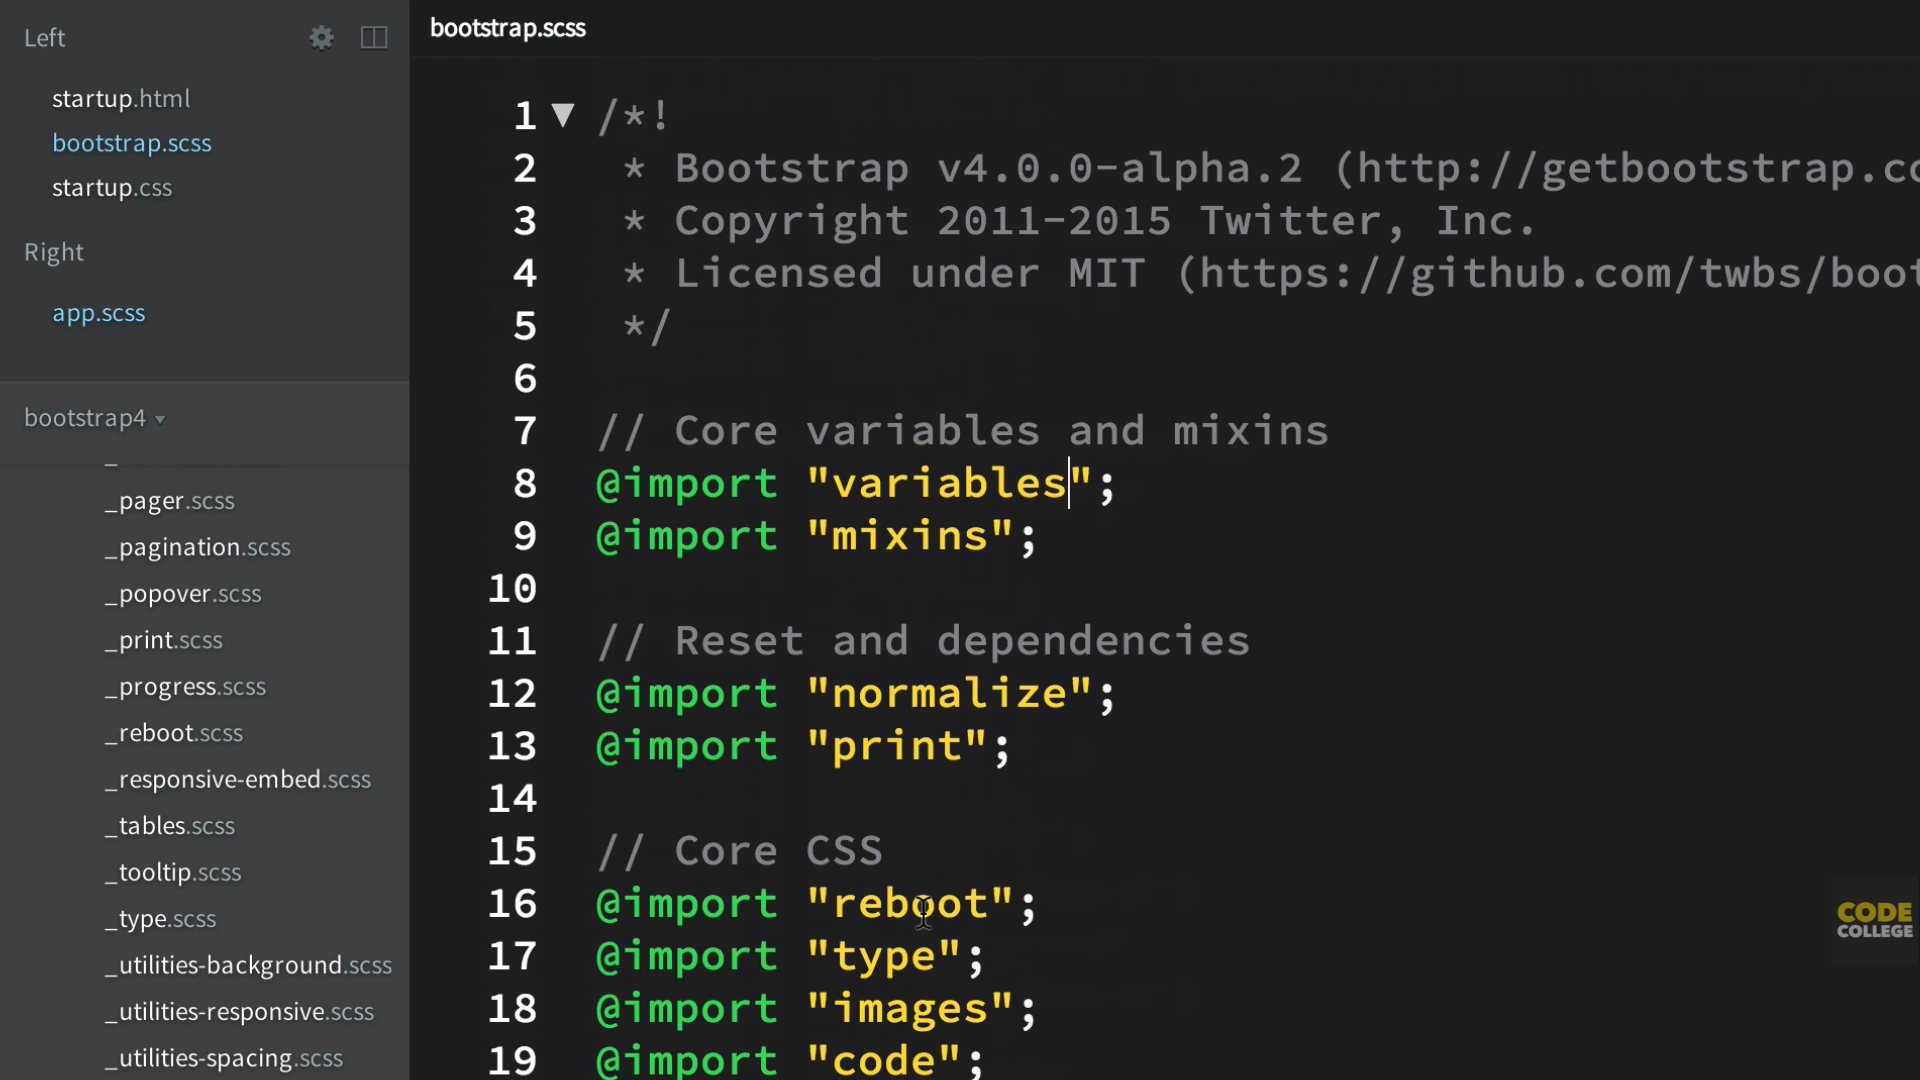 Left
startup.html
bootstrap.scss
startup.css
Right
app.scss
bootstrap4
_pager.scss
_pagination.scss
_popover.scss
_print.scss
_progress.scss
_reboot.scss
_responsive-embed.scss
_tables.scss
_tooltip.scss
_type.scss
_utilities-background.scss
_utilities-responsive.scss
_utilities-spacing.scss
bootstrap.scss
1 /*!
2 * Bootstrap v4.0.0-alpha.2 (http://getbootstrap.co
3 * Copyright 2011-2015 Twitter, Inc.
4 * Licensed under MIT (https://github.com/twbs/boot
5 */
6
7 // Core variables and mixins
8 @import "variables";
9 @import "mixins";
10
11 // Reset and dependencies
12 @import "normalize";
13 @import "print";
14
15 // Core CSS
16 @import "reboot";
17 @import "type";
18 @import "images";
19 @import "code";
CODE
COLLEGE